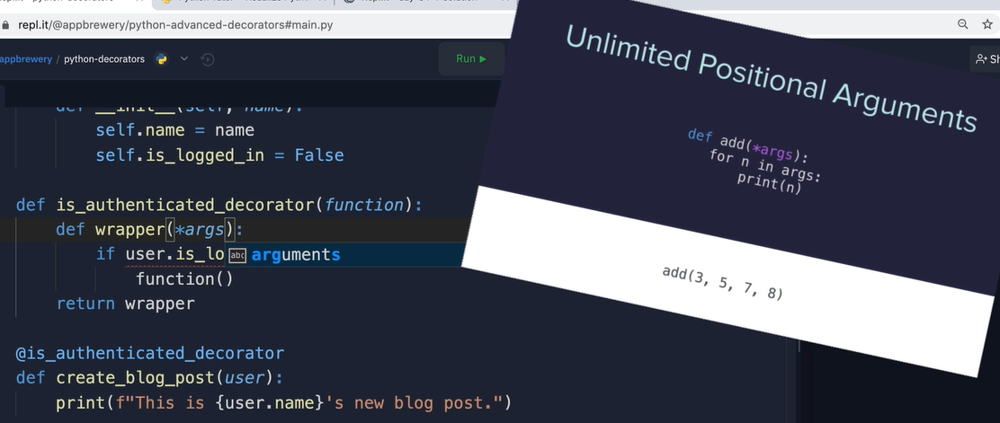 repl.it/@appbrewery/python-advanced-decorators#main.py
appbrewery / python-decorators
Run
Unlimited Positional Arguments
def add(*args):
for n in args:
print(n)
add(3, 5, 7, 8)
def __init__(self, name):
self.name = name
self.is_logged_in = False
def is_authenticated_decorator(function):
def wrapper(*args):
if user.is_lo
abc arguments
function()
return wrapper
@is_authenticated_decorator
def create_blog_post(user):
print(f"This is {user.name}'s new blog post.")